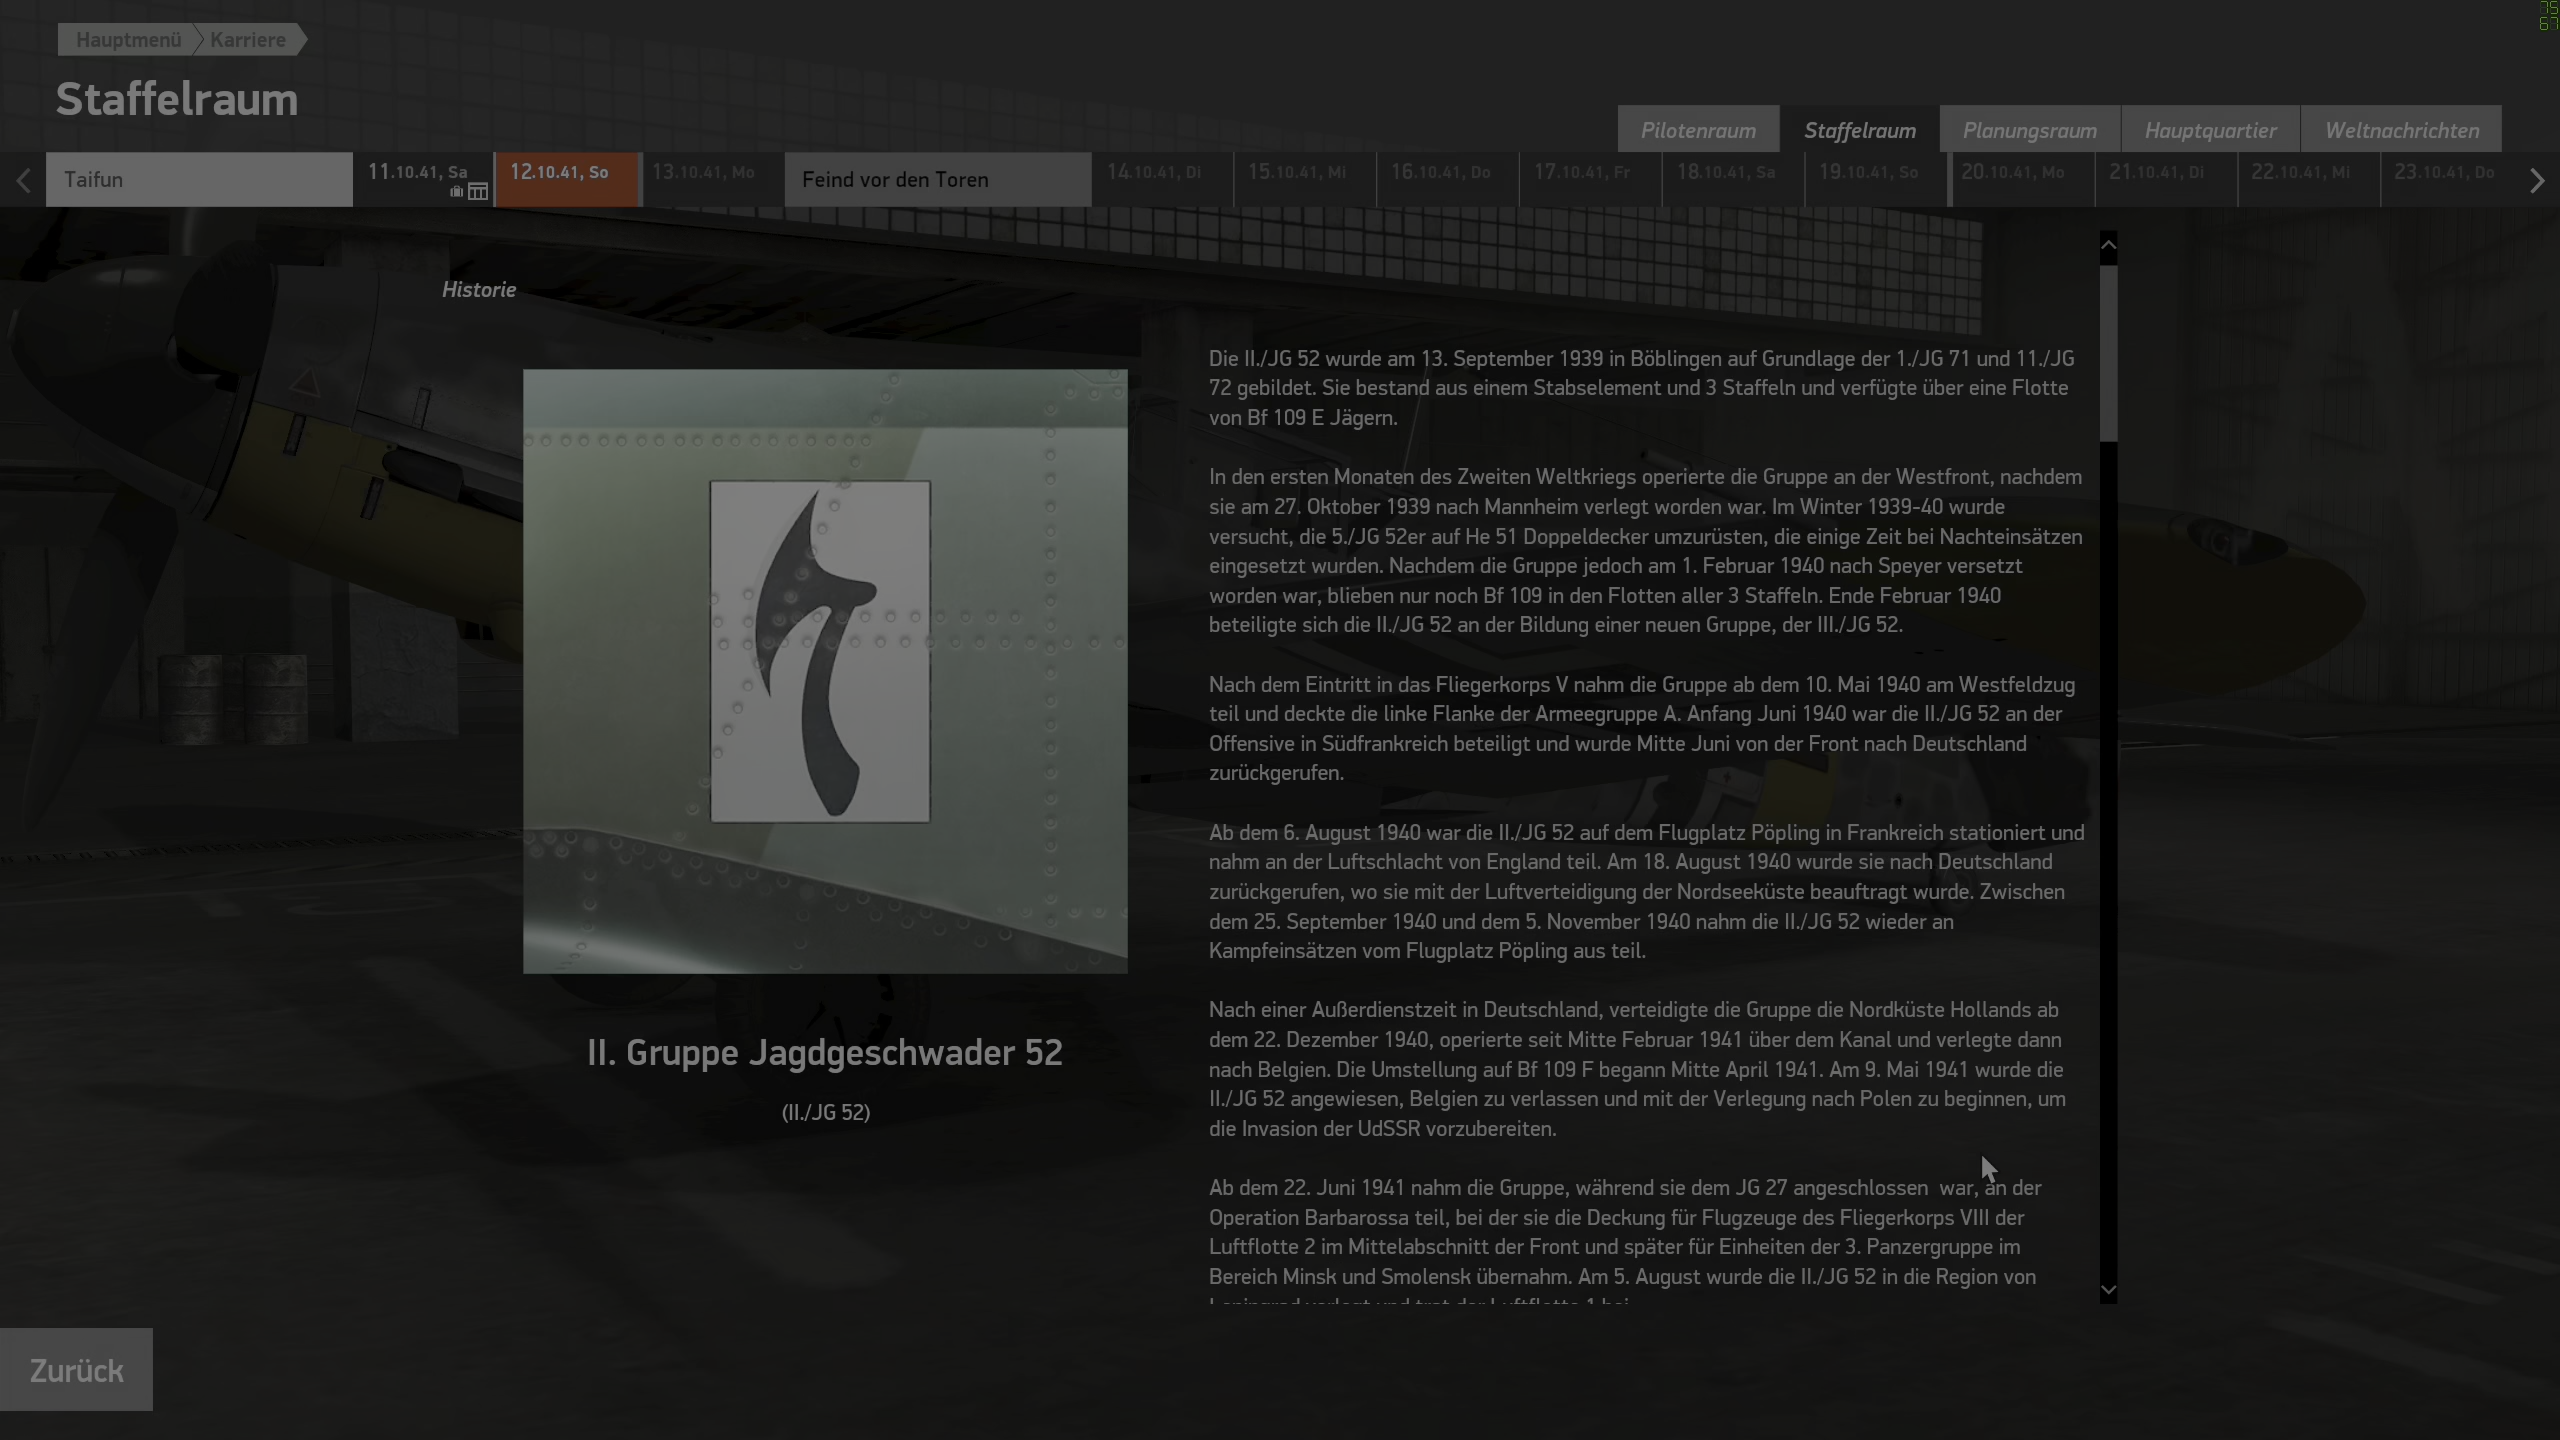 75
67
Hauptmenü
Karriere
Staffelraum
Pilotenraum
Staffelraum
Planungsraum
Hauptquartier
Weltnachrichten
Taifun
11.10.41, Sa
12.10.41, So
13.10.41, Mo
Feind vor den Toren
14.10.41, Di
15.10.41, Mi
16.10.41, Do
17.10.41, Fr
18.10.41, Sa
19.10.41, So
20.10.41, Mo
21.10.41, Di
22.10.41, Mi
23.10.41, Do
Historie
II. Gruppe Jagdgeschwader 52
(II./JG 52)
Die II./JG 52 wurde am 13. September 1939 in Böblingen auf Grundlage der 1./JG 71 und 11./JG
72 gebildet. Sie bestand aus einem Stabselement und 3 Staffeln und verfügte über eine Flotte
von Bf 109 E Jägern.
In den ersten Monaten des Zweiten Weltkriegs operierte die Gruppe an der Westfront, nachdem
sie am 27. Oktober 1939 nach Mannheim verlegt worden war. Im Winter 1939-40 wurde
versucht, die 5./JG 52er auf He 51 Doppeldecker umzurüsten, die einige Zeit bei Nachteinsätzen
eingesetzt wurden. Nachdem die Gruppe jedoch am 1. Februar 1940 nach Speyer versetzt
worden war, blieben nur noch Bf 109 in den Flotten aller 3 Staffeln. Ende Februar 1940
beteiligte sich die II./JG 52 an der Bildung einer neuen Gruppe, der III./JG 52.
Nach dem Eintritt in das Fliegerkorps V nahm die Gruppe ab dem 10. Mai 1940 am Westfeldzug
teil und deckte die linke Flanke der Armeegruppe A. Anfang Juni 1940 war die II./JG 52 an der
Offensive in Südfrankreich beteiligt und wurde Mitte Juni von der Front nach Deutschland
zurückgerufen.
Ab dem 6. August 1940 war die II./JG 52 auf dem Flugplatz Pöpling in Frankreich stationiert und
nahm an der Luftschlacht von England teil. Am 18. August 1940 wurde sie nach Deutschland
zurückgerufen, wo sie mit der Luftverteidigung der Nordseeküste beauftragt wurde. Zwischen
dem 25. September 1940 und dem 5. November 1940 nahm die II./JG 52 wieder an
Kampfeinsätzen vom Flugplatz Pöpling aus teil.
Nach einer Außerdienstzeit in Deutschland, verteidigte die Gruppe die Nordküste Hollands ab
dem 22. Dezember 1940, operierte seit Mitte Februar 1941 über dem Kanal und verlegte dann
nach Belgien. Die Umstellung auf Bf 109 F begann Mitte April 1941. Am 9. Mai 1941 wurde die
II./JG 52 angewiesen, Belgien zu verlassen und mit der Verlegung nach Polen zu beginnen, um
die Invasion der UdSSR vorzubereiten.
Ab dem 22. Juni 1941 nahm die Gruppe, während sie dem JG 27 angeschlossen war, an der
Operation Barbarossa teil, bei der sie die Deckung für Flugzeuge des Fliegerkorps VIII der
Luftflotte 2 im Mittelabschnitt der Front und später für Einheiten der 3. Panzergruppe im
Bereich Minsk und Smolensk übernahm. Am 5. August wurde die II./JG 52 in die Region von
Leningrad verlegt und trat der Luftflotte 1 bei.
Zurück